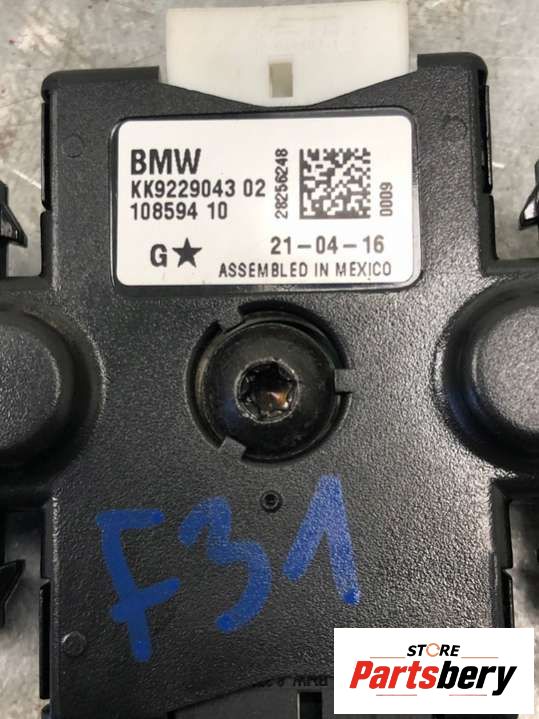 BMW
KK9229043 02
108594 10
28256248
0009
G★ 21-04-16
ASSEMBLED IN MEXICO
F31
STORE
Partsbery